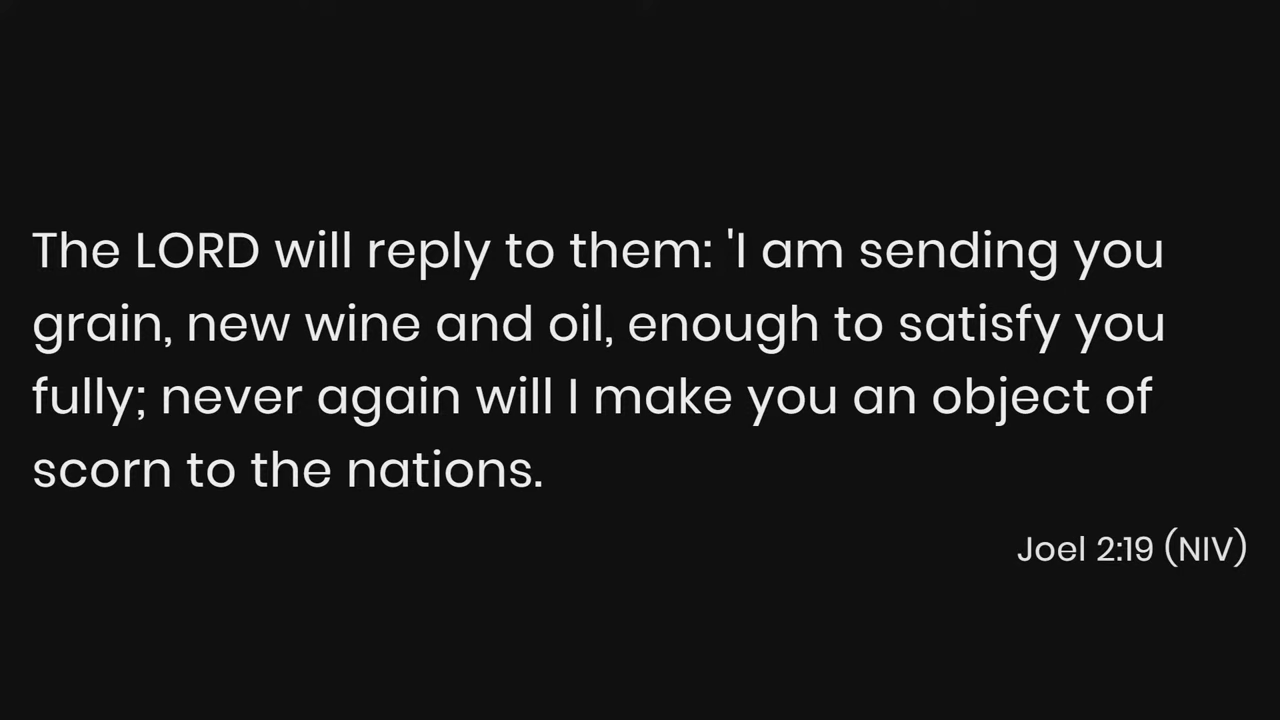 The LORD will reply to them: 'I am sending you
grain, new wine and oil, enough to satisfy you
fully; never again will I make you an object of
scorn to the nations.
Joel 2:19 (NIV)